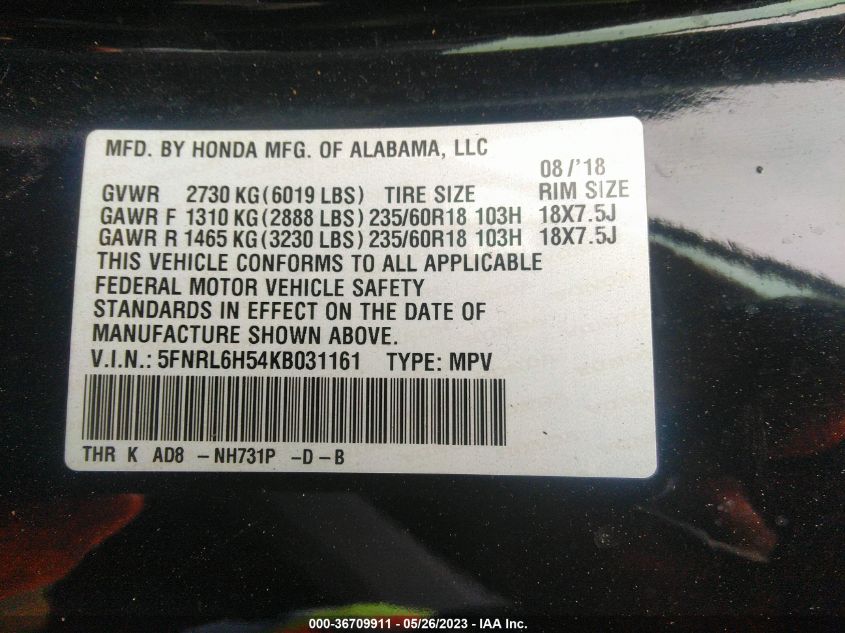 MFD. BY HONDA MFG. OF ALABAMA, LLC
08/'18
GVWR 2730 KG(6019 LBS) TIRE SIZE RIM SIZE
GAWR F 1310 KG(2888 LBS)235/60R18 103H 18X7.5J
GAWR R 1465 KG(3230 LBS)235/60R18 103H 18X7.5J
THIS VEHICLE CONFORMS TO ALL APPLICABLE
FEDERAL MOTOR VEHICLE SAFETY
STANDARDS IN EFFECT ON THE DATE OF
MANUFACTURE SHOWN ABOVE.
V.I.N.: 5FNRL6H54KB031161 TYPE: MPV
THR K AD8 -NH731P -D-B
000-36709911 - 05/26/2023 - IAA Inc.